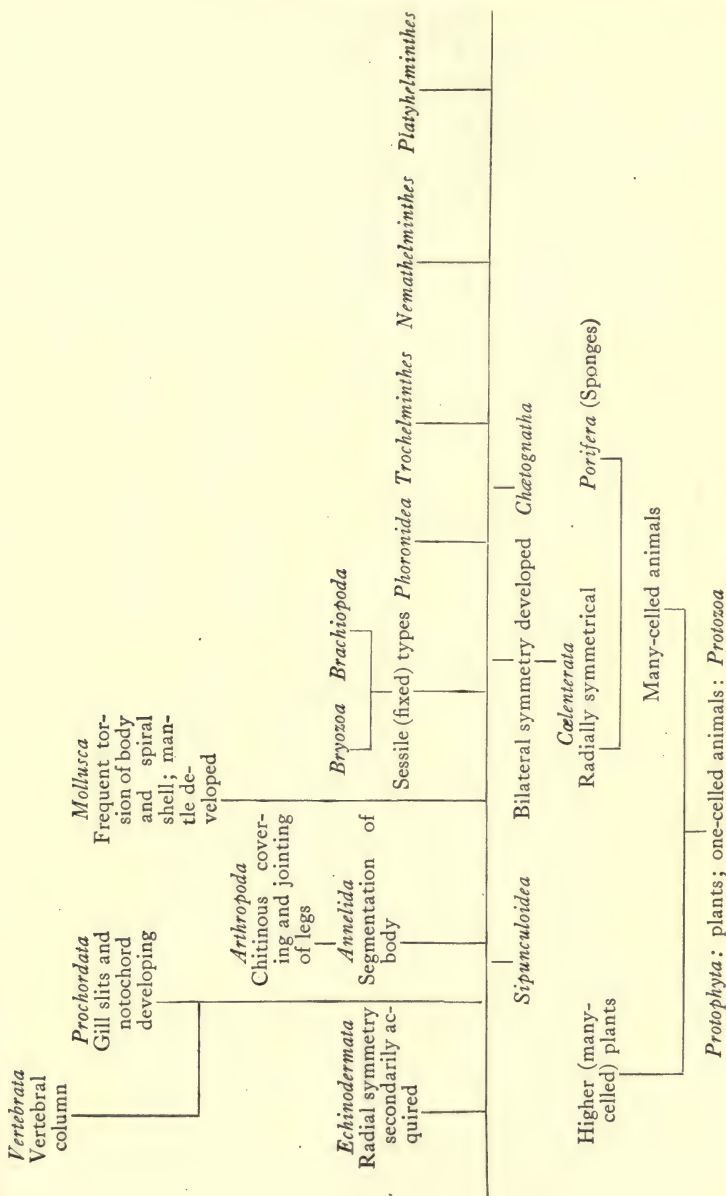 Vertebrata
Vertebral
column
Prochordata
Gill slits and
notochord
developing
Mollusca
Frequent tor-
sion of body
and spiral
shell; man-
tle de-
veloped
Arthropoda
Chitinous cover-
ing and jointing
of legs
Bryozoa Brachiopoda
Echinodermata
Radial symmetry
secondarily ac-
quired
Annelida
Segmentation of
body
Sessile (fixed) types Phoronidea Trochelminthes Nemathelminthes Platyhelminthes
Sipunculoidea
Bilateral symmetry developed Chætognatha
Cœlenterata
Radially symmetrical
Porifera (Sponges)
Higher (many-
celled) plants
Many-celled animals
Protophyta: plants; one-celled animals: Protozoa